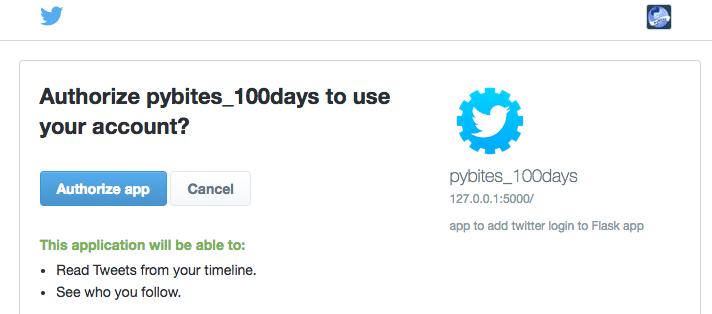 Authorize pybites_100days to use
your account?
Authorize app
Cancel
This application will be able to:
• Read Tweets from your timeline.
• See who you follow.
pybites_100days
127.0.0.1:5000/
app to add twitter login to Flask app